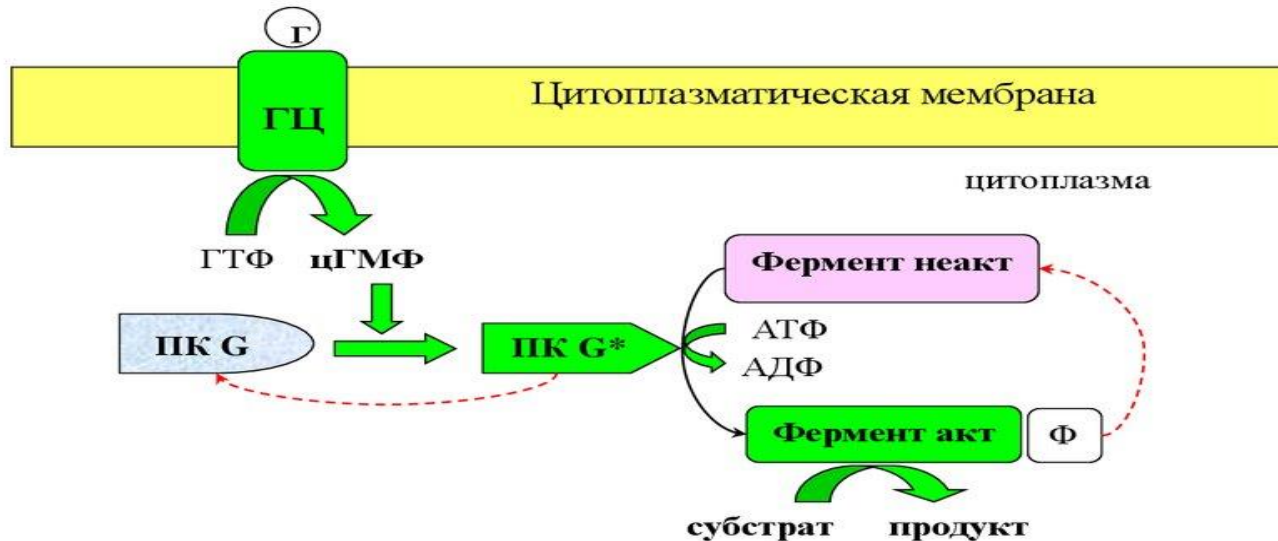 Г
Цитоплазматическая мембрана
ГЦ
цитоплазма
ГТФ цГМФ
Фермент неакт
ПК G
ПК G*
АТФ
АДФ
Фермент акт
Ф
субстрат продукт